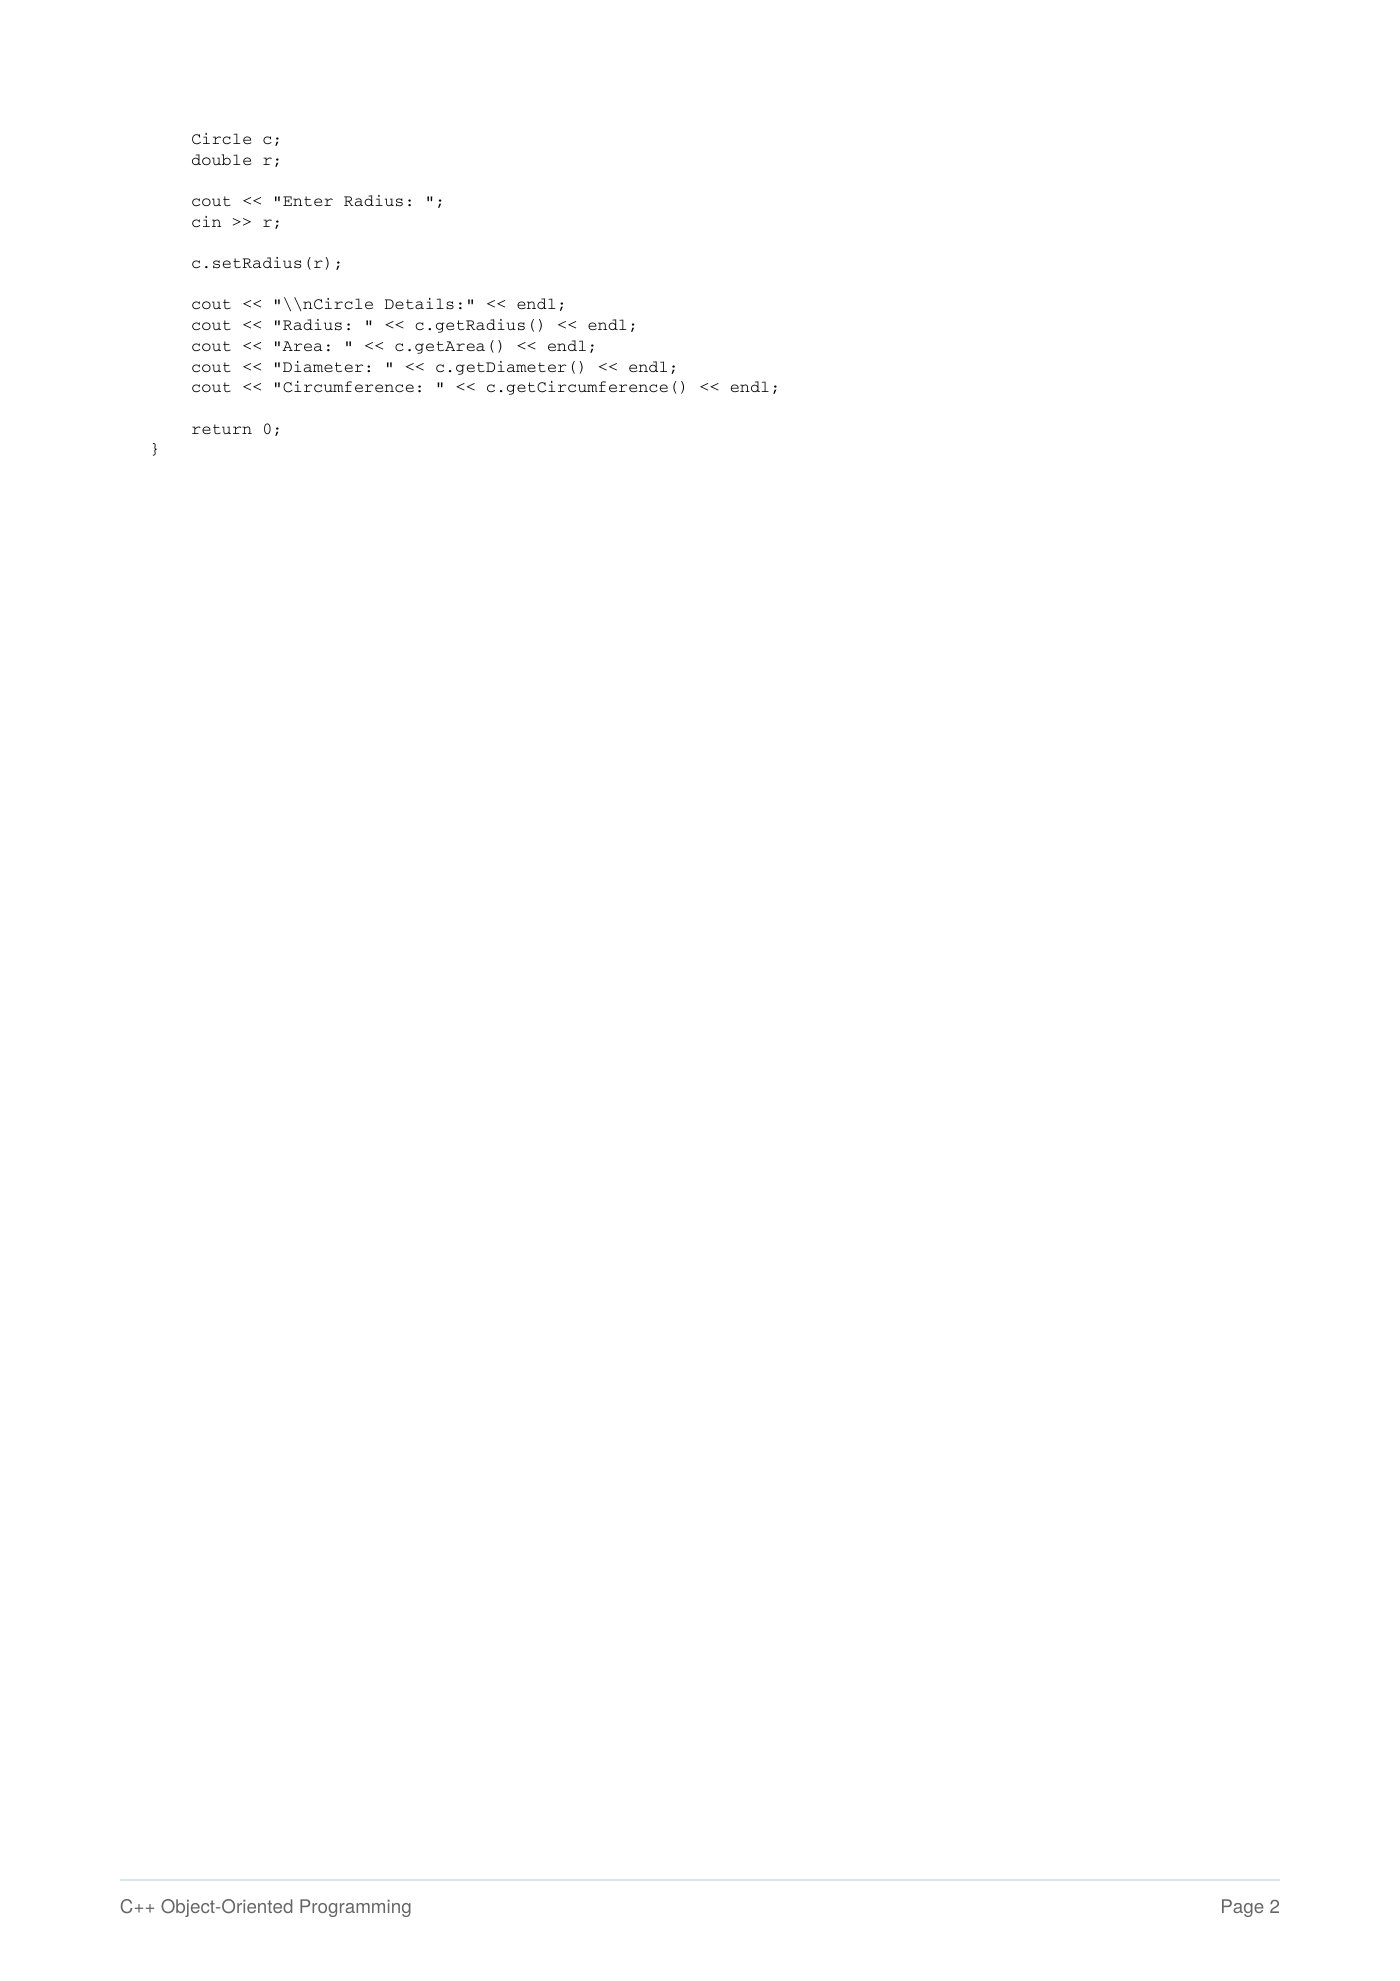 Circle c;
double r;
cout << "Enter Radius: ";
cin >> r;
c.setRadius(r);
cout << "\\nCircle Details:" << endl;
cout << "Radius: " << c.getRadius() << endl;
cout << "Area: " << c.getArea() << endl;
cout << "Diameter: " << c.getDiameter() << endl;
cout << "Circumference: " << c.getCircumference() << endl;
return 0;
}
C++ Object-Oriented Programming
Page 2